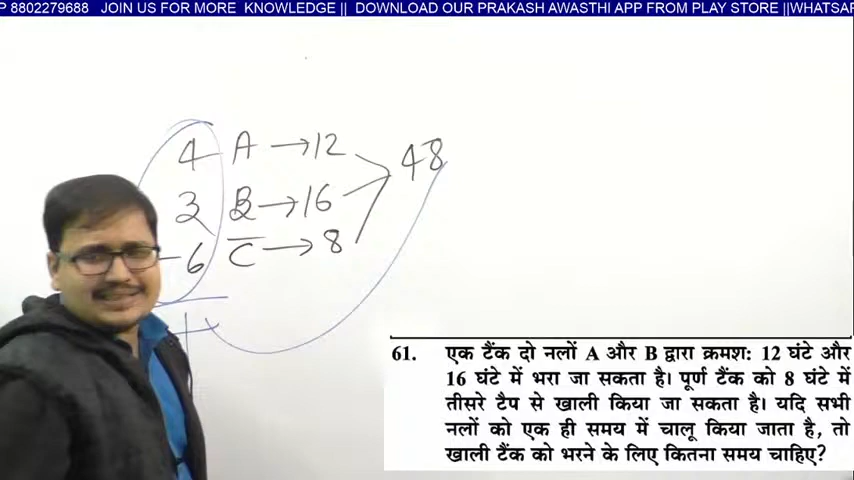 P 8802279688 JOIN US FOR MORE KNOWLEDGE || DOWNLOAD OUR PRAKASH AWASTHI APP FROM PLAY STORE ||WHATSAP
4 A → 12
48
3 B → 16
-6 C → 8
1
61. एक टैंक दो नलों A और B द्वारा क्रमश: 12 घंटे और
16 घंटे में भरा जा सकता है। पूर्ण टैंक को 8 घंटे में
तीसरे टैप से खाली किया जा सकता है। यदि सभी
नलों को एक ही समय में चालू किया जाता है, तो
खाली टैंक को भरने के लिए कितना समय चाहिए?